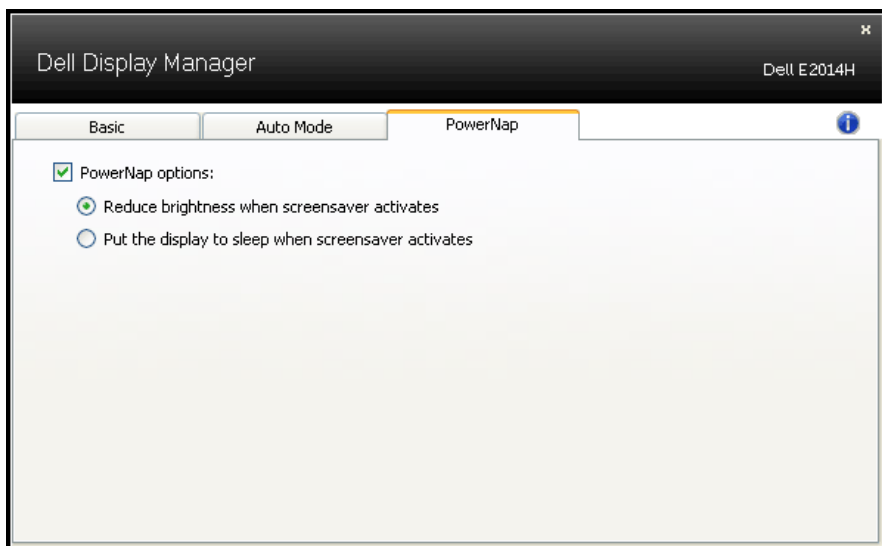 Dell Display Manager
Dell E2014H
Basic
Auto Mode
PowerNap
PowerNap options:
Reduce brightness when screensaver activates
Put the display to sleep when screensaver activates